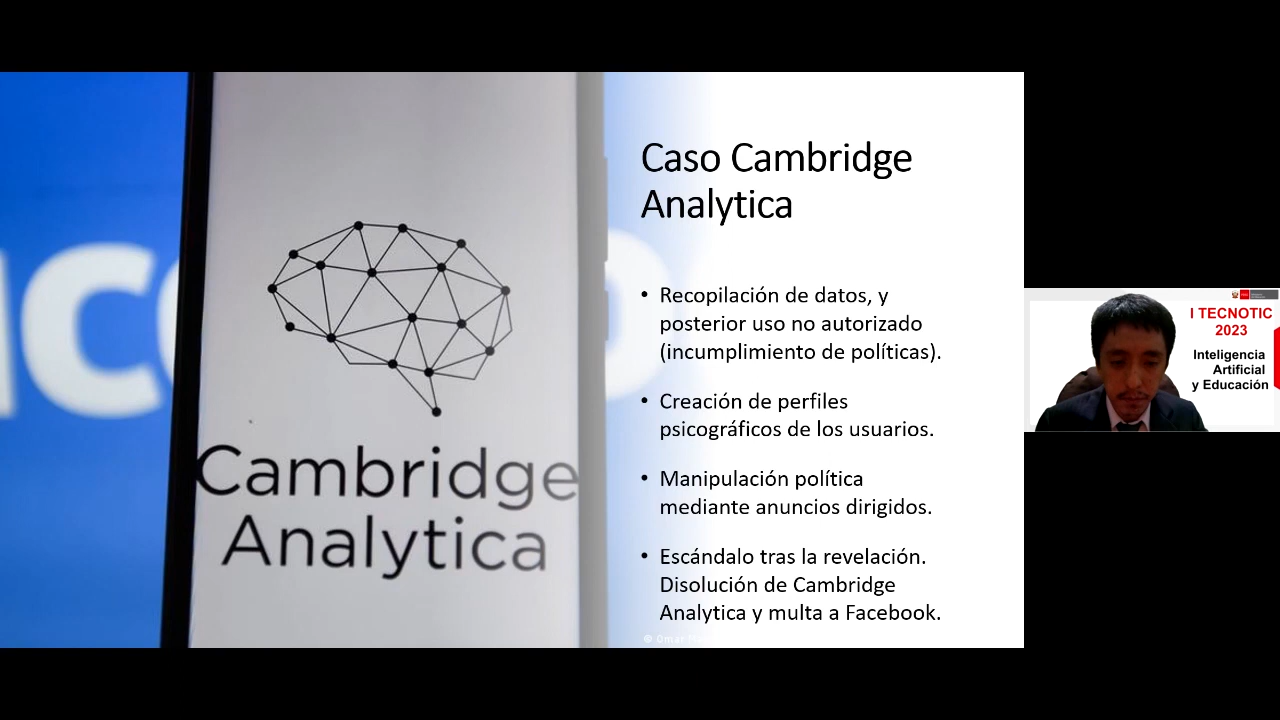 Cambridge
Analytica
Caso Cambridge
Analytica
• Recopilación de datos, y
posterior uso no autorizado
(incumplimiento de políticas).
• Creación de perfiles
psicográficos de los usuarios.
• Manipulación política
mediante anuncios dirigidos.
• Escándalo tras la revelación.
Disolución de Cambridge
Analytica y multa a Facebook.
© Omar
I TECNOTIC
2023
Inteligencia
Artificial
y Educación